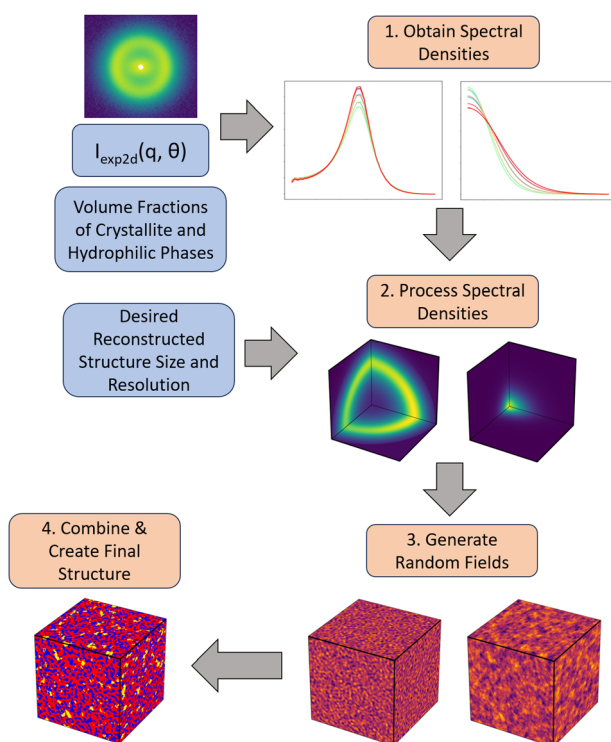 1. Obtain Spectral
Densities
I_exp2d(q, θ)
Volume Fractions
of Crystallite and
Hydrophilic Phases
2. Process Spectral
Densities
Desired
Reconstructed
Structure Size and
Resolution
4. Combine &
Create Final
Structure
3. Generate
Random Fields